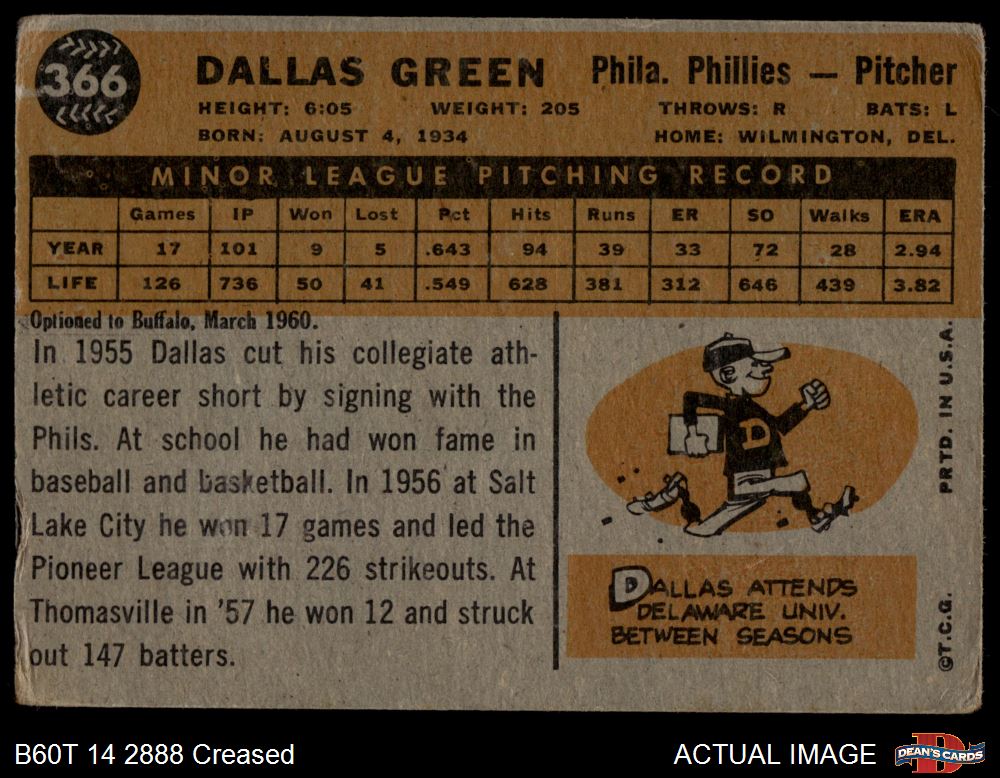 366
DALLAS GREEN Phila. Phillies — Pitcher
HEIGHT: 6:05 WEIGHT: 205 THROWS: R BATS: L
BORN: AUGUST 4, 1934 HOME: WILMINGTON, DEL.
MINOR LEAGUE PITCHING RECORD
Games IP Won Lost Pct Hits Runs ER SO Walks ERA
YEAR 17 101 9 5 .643 94 39 33 72 28 2.94
LIFE 126 736 50 41 .549 628 381 312 646 439 3.82
Optioned to Buffalo, March 1960.
In 1955 Dallas cut his collegiate ath-
letic career short by signing with the
Phils. At school he had won fame in
baseball and basketball. In 1956 at Salt
Lake City he won 17 games and led the
Pioneer League with 226 strikeouts. At
Thomasville in '57 he won 12 and struck
out 147 batters.
D
DALLAS ATTENDS
DELAWARE UNIV.
BETWEEN SEASONS
©T.C.G. PRTD. IN U.S.A.
B60T 14 2888 Creased ACTUAL IMAGE DEAN'S CARDS